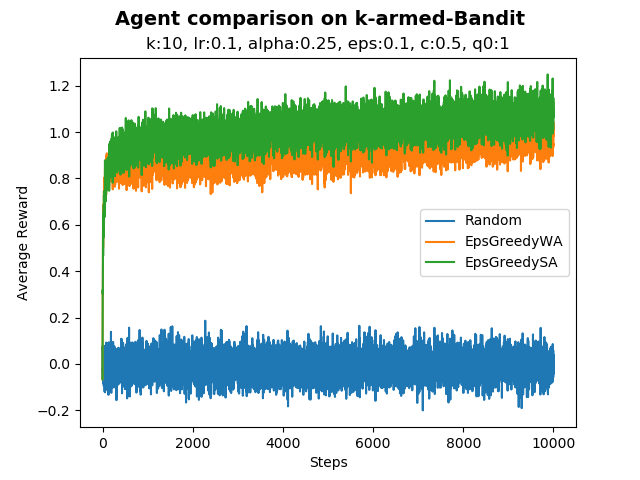 Agent comparison on k-armed-Bandit
k:10, lr:0.1, alpha:0.25, eps:0.1, c:0.5, q0:1
Average Reward
1.2
1.0
0.8
0.6
0.4
0.2
0.0
−0.2
Random
EpsGreedyWA
EpsGreedySA
0 2000 4000 6000 8000 10000
Steps